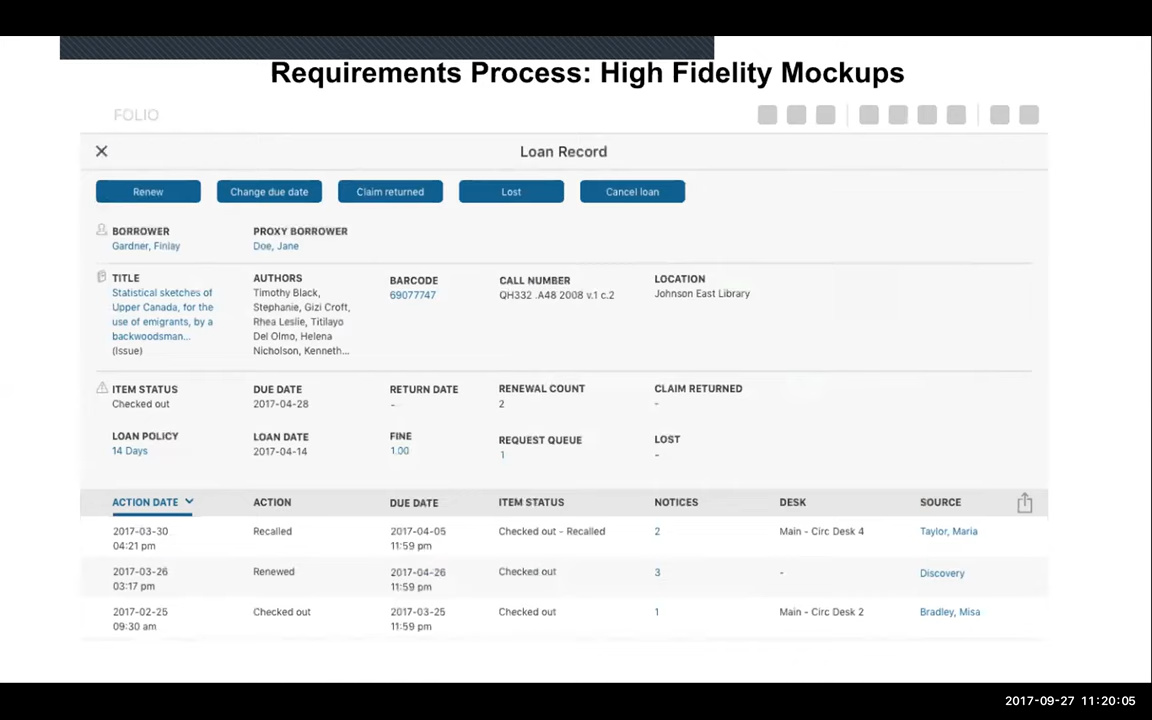 Requirements Process: High Fidelity Mockups
FOLIO
Loan Record
Renew Change due date Claim returned Lost Cancel loan
BORROWER PROXY BORROWER
Gardner, Finlay Doe, Jane
TITLE AUTHORS BARCODE CALL NUMBER LOCATION
Statistical sketches of Timothy Black, 69077747 QH332 .A48 2008 v.1 c.2 Johnson East Library
Upper Canada, for the Stephanie, Gizi Croft,
use of emigrants, by a Rhea Leslie, Titilayo
backwoodsman... Del Olmo, Helena
(Issue) Nicholson, Kenneth...
ITEM STATUS DUE DATE RETURN DATE RENEWAL COUNT CLAIM RETURNED
Checked out 2017-04-28 - 2 -
LOAN POLICY LOAN DATE FINE REQUEST QUEUE LOST
14 Days 2017-04-14 1.00 1 -
ACTION DATE ACTION DUE DATE ITEM STATUS NOTICES DESK SOURCE
2017-03-30 Recalled 2017-04-05 Checked out - Recalled 2 Main - Circ Desk 4 Taylor, Maria
04:21 pm 11:59 pm
2017-03-26 Renewed 2017-04-26 Checked out 3 - Discovery
03:17 pm 11:59 pm
2017-02-25 Checked out 2017-03-25 Checked out 1 Main - Circ Desk 2 Bradley, Misa
09:30 am 11:59 pm
2017-09-27 11:20:05